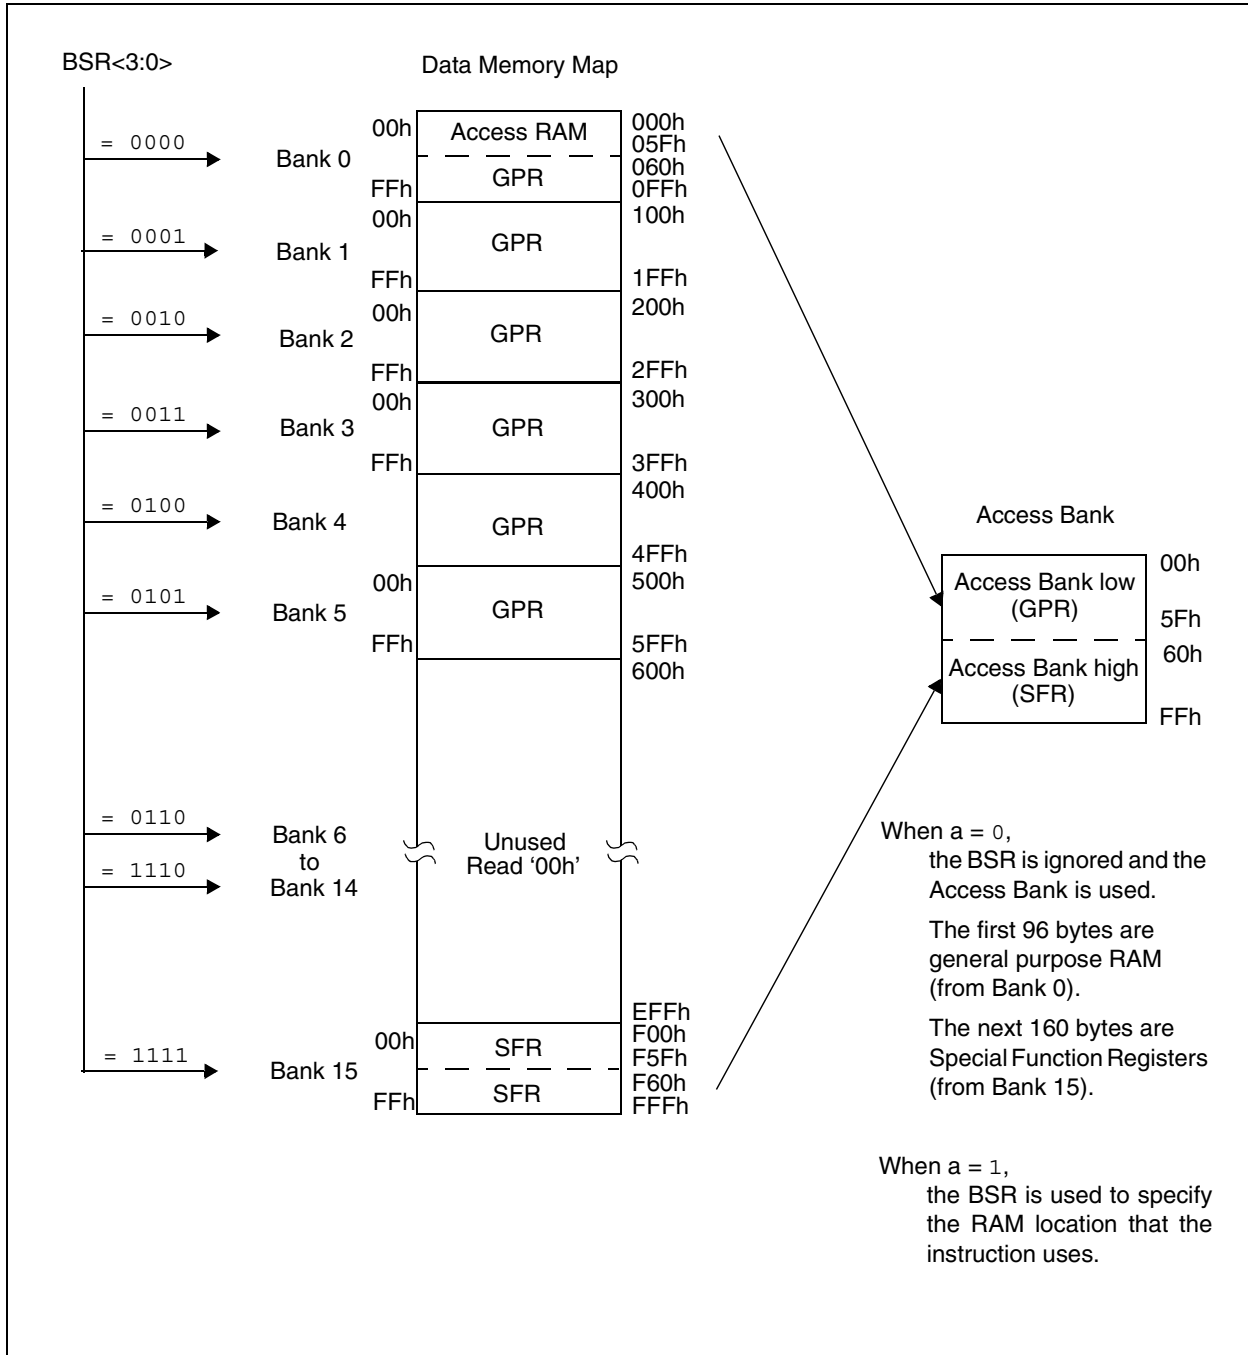 BSR<3:0>
Data Memory Map
= 0000
Bank 0
00h
FFh
Access RAM
GPR
000h
05Fh
060h
0FFh
= 0001
Bank 1
00h
FFh
GPR
100h
1FFh
= 0010
Bank 2
00h
FFh
GPR
200h
2FFh
= 0011
Bank 3
00h
FFh
GPR
300h
3FFh
= 0100
Bank 4
GPR
400h
4FFh
= 0101
Bank 5
00h
FFh
GPR
500h
5FFh
600h
= 0110
= 1110
Bank 6
to
Bank 14
Unused
Read ‘00h’
EFFh
= 1111
Bank 15
00h
FFh
SFR
SFR
F00h
F5Fh
F60h
FFFh
Access Bank
Access Bank low
(GPR)
Access Bank high
(SFR)
00h
5Fh
60h
FFh
When a = 0,
the BSR is ignored and the
Access Bank is used.
The first 96 bytes are
general purpose RAM
(from Bank 0).
The next 160 bytes are
Special Function Registers
(from Bank 15).
When a = 1,
the BSR is used to specify
the RAM location that the
instruction uses.